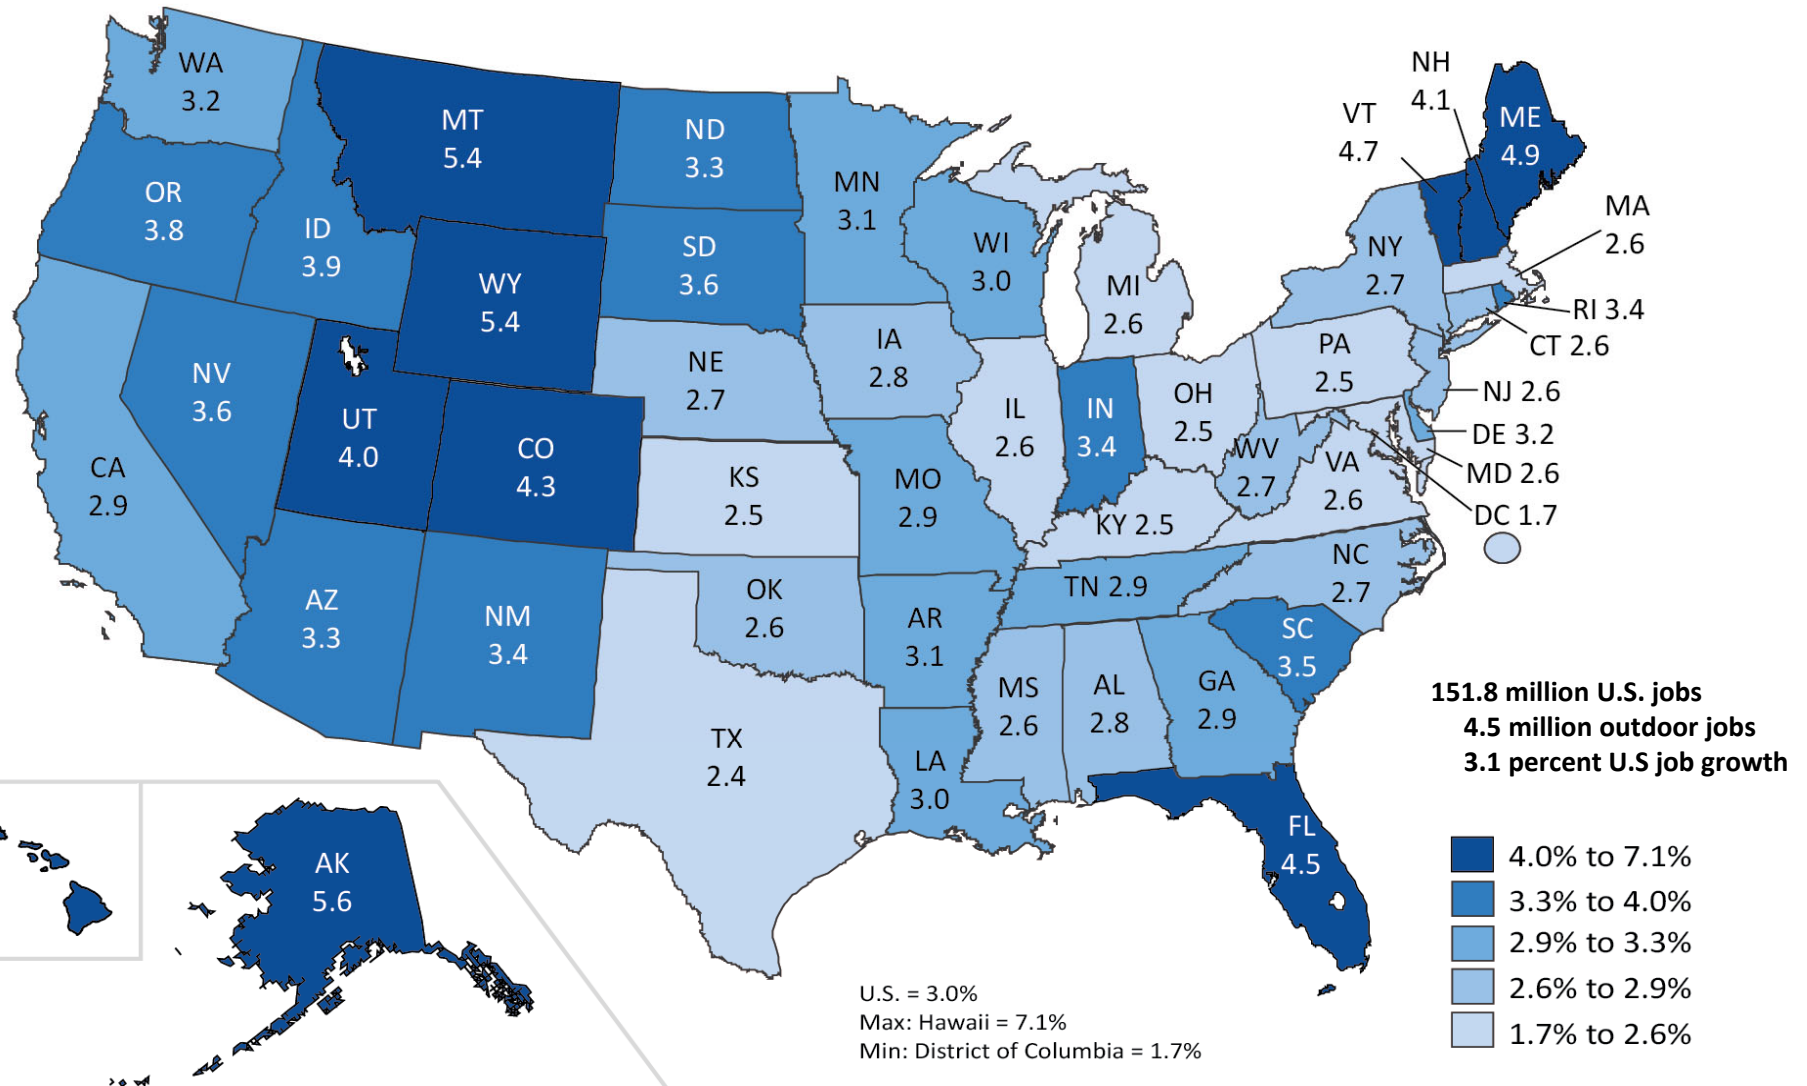 WA
3.2
MT
5.4
ND
3.3
MN
3.1
VT
4.7
NH
4.1
ME
4.9
OR
3.8
ID
3.9
WY
5.4
SD
3.6
WI
3.0
MI
2.6
NY
2.7
MA
2.6
RI 3.4
CT 2.6
NJ 2.6
DE 3.2
MD 2.6
DC 1.7
NV
3.6
UT
4.0
CO
4.3
NE
2.7
IA
2.8
IL
2.6
IN
3.4
OH
2.5
PA
2.5
CA
2.9
KS
2.5
MO
2.9
KY 2.5
WV
2.7
VA
2.6
AZ
3.3
NM
3.4
OK
2.6
AR
3.1
TN 2.9
NC
2.7
SC
3.5
TX
2.4
LA
3.0
MS
2.6
AL
2.8
GA
2.9
FL
4.5
AK
5.6
151.8 million U.S. jobs
4.5 million outdoor jobs
3.1 percent U.S job growth
4.0% to 7.1%
3.3% to 4.0%
2.9% to 3.3%
2.6% to 2.9%
1.7% to 2.6%
U.S. = 3.0%
Max: Hawaii = 7.1%
Min: District of Columbia = 1.7%